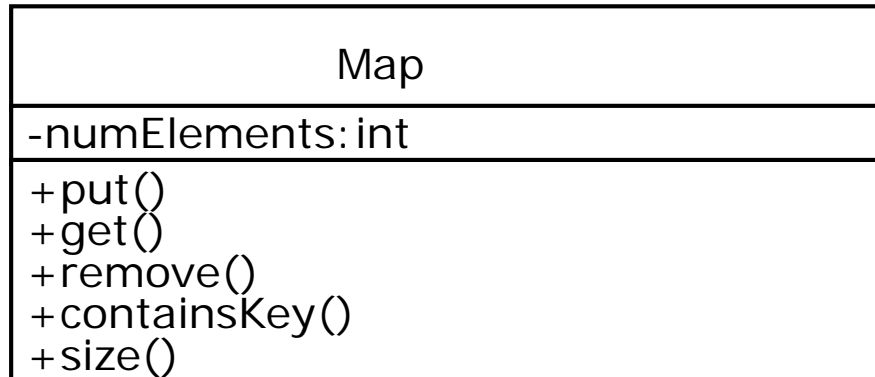 Map
-numElements:int
+put()
+get()
+remove()
+containsKey()
+size()